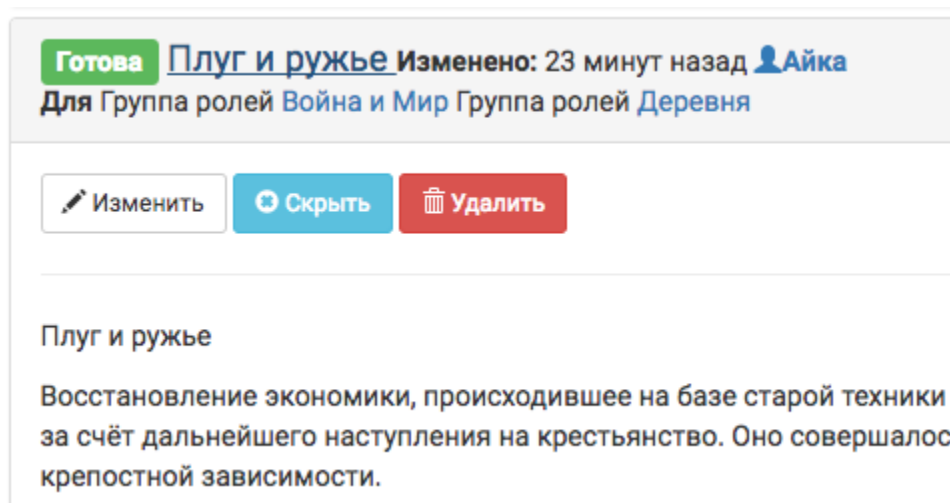 Готова Плуг и ружье Изменено: 23 минут назад Айка
Для Группа ролей Война и Мир Группа ролей Деревня
Изменить Скрыть Удалить
Плуг и ружье
Восстановление экономики, происходившее на базе старой техники
за счёт дальнейшего наступления на крестьянство. Оно
крепостной зависимости.